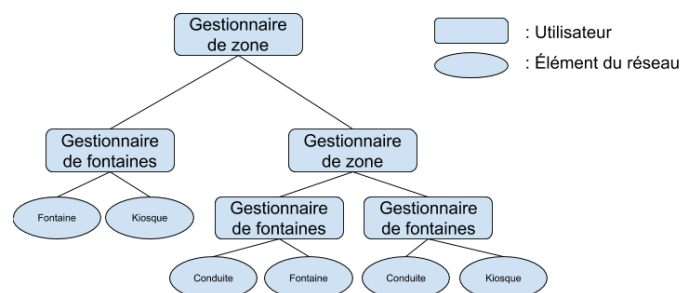 Gestionnaire
de zone
: Utilisateur
: Élément du réseau
Gestionnaire
de fontaines
Gestionnaire
de zone
Fontaine
Kiosque
Gestionnaire
de fontaines
Gestionnaire
de fontaines
Conduite
Fontaine
Conduite
Kiosque